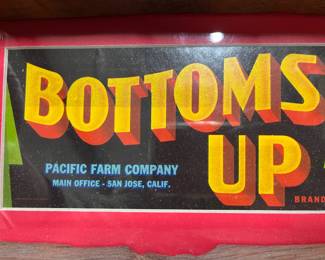 BOTTOMS
UP
PACIFIC FARM COMPANY
MAIN OFFICE - SAN JOSE, CALIF.
BRAND